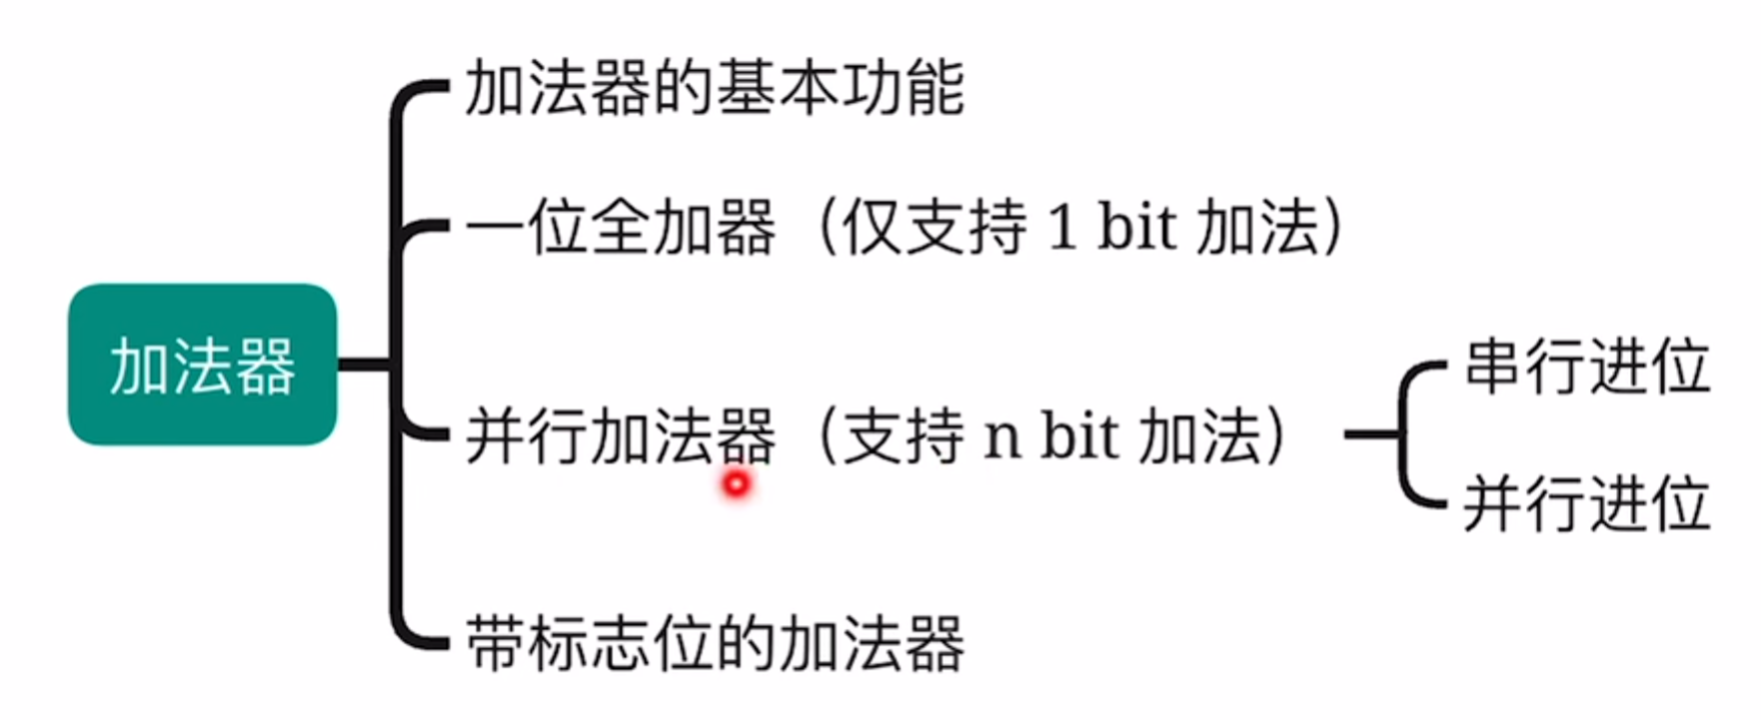 加法器的基本功能
一位全加器（仅支持 1 bit 加法）
加法器
并行加法器（支持 n bit 加法）
串行进位
并行进位
带标志位的加法器